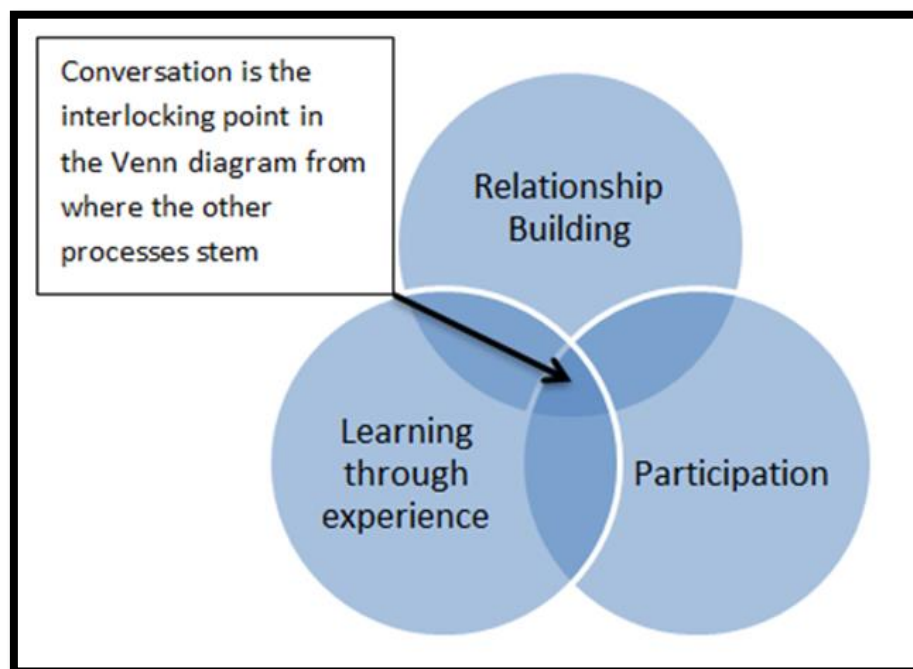 Conversation is the
interlocking point in
the Venn diagram from
where the other
processes stem
Relationship
Building
Learning
through
experience
Participation